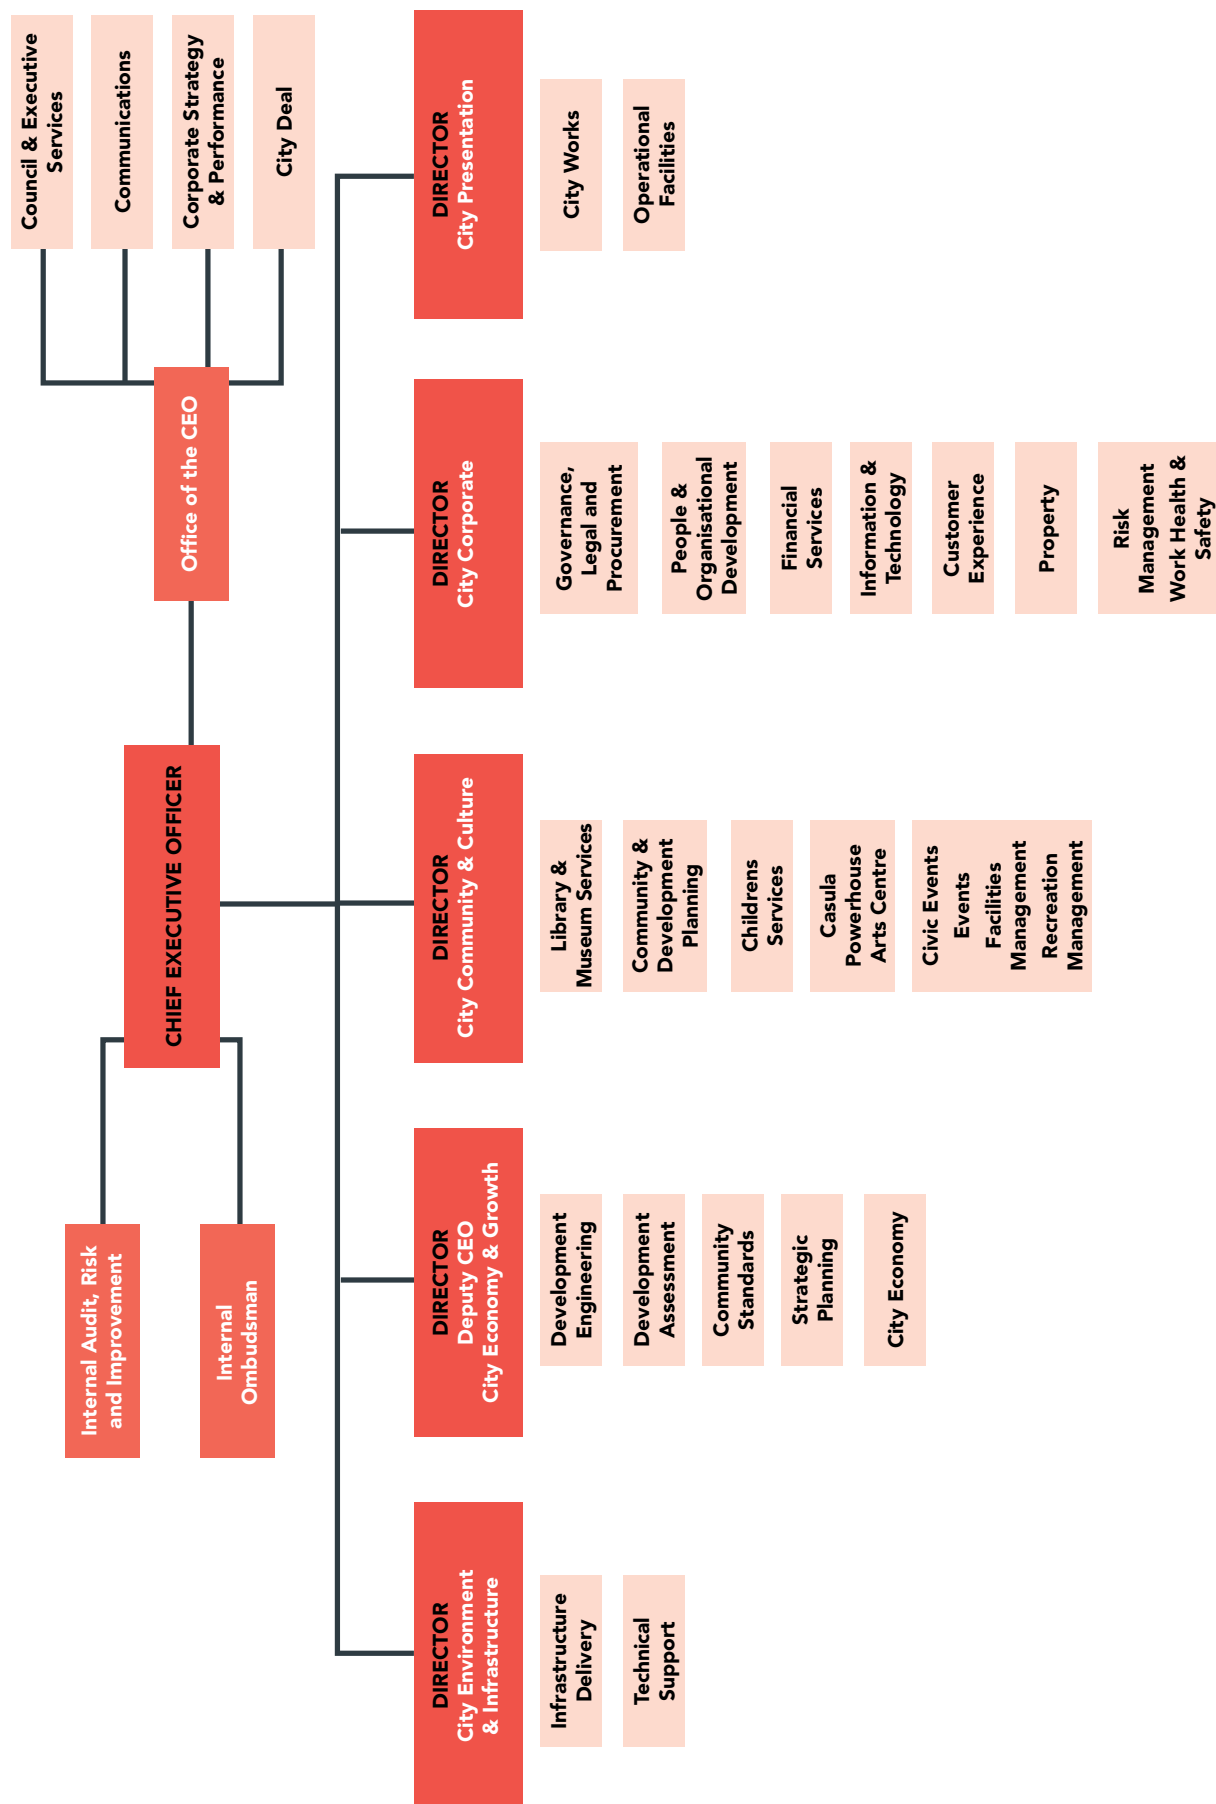 CHIEF EXECUTIVE OFFICER
Internal Audit, Risk
and Improvement
Internal
Ombudsman
Office of the CEO
Council & Executive
Services
Communications
Corporate Strategy
& Performance
City Deal
DIRECTOR
City Environment
& Infrastructure
Infrastructure
Delivery
Technical
Support
DIRECTOR
Deputy CEO
City Economy & Growth
Development
Engineering
Development
Assessment
Community
Standards
Strategic
Planning
City Economy
DIRECTOR
City Community & Culture
Library &
Museum Services
Community &
Development
Planning
Childrens
Services
Casula
Powerhouse
Arts Centre
Civic Events
Events
Facilities
Management
Recreation
Management
DIRECTOR
City Corporate
Governance,
Legal and
Procurement
People &
Organisational
Development
Financial
Services
Information &
Technology
Customer
Experience
Property
Risk
Management
Work Health &
Safety
DIRECTOR
City Presentation
City Works
Operational
Facilities